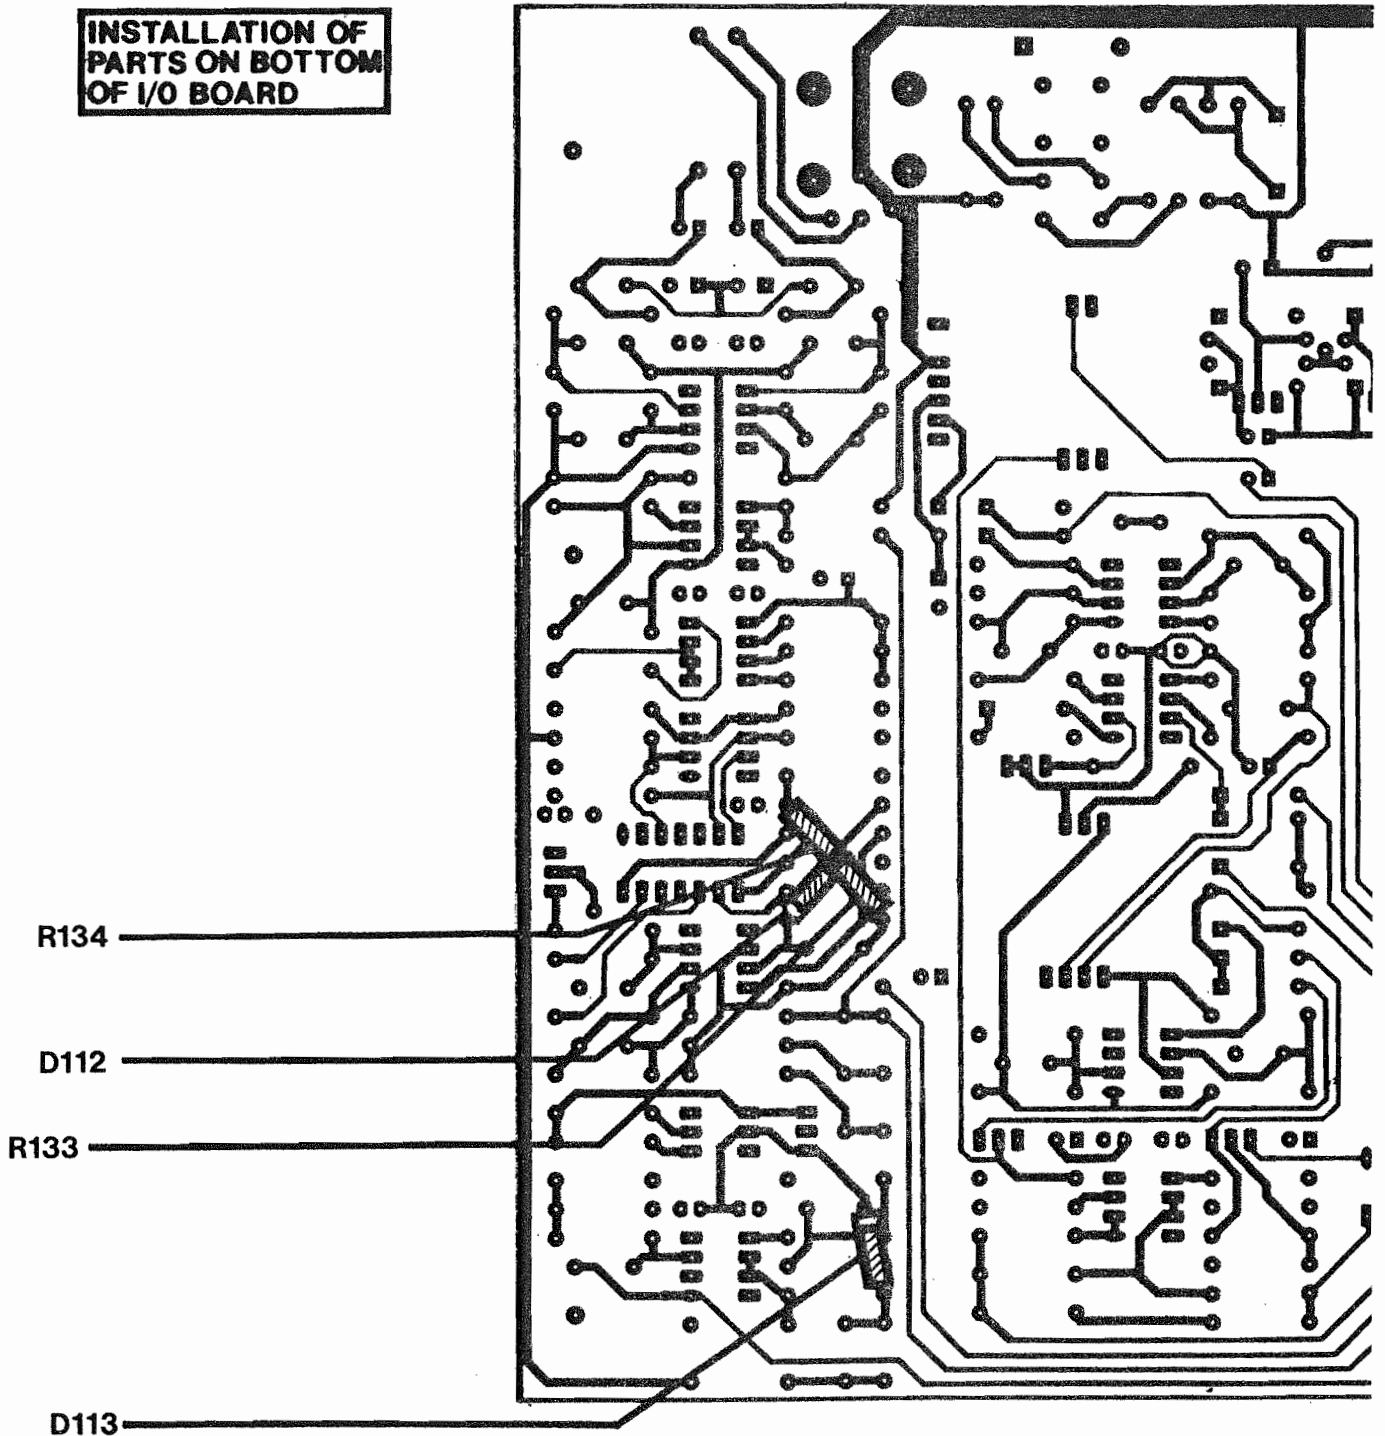 INSTALLATION OF
PARTS ON BOTTOM
OF I/O BOARD
R134
D112
R133
D113